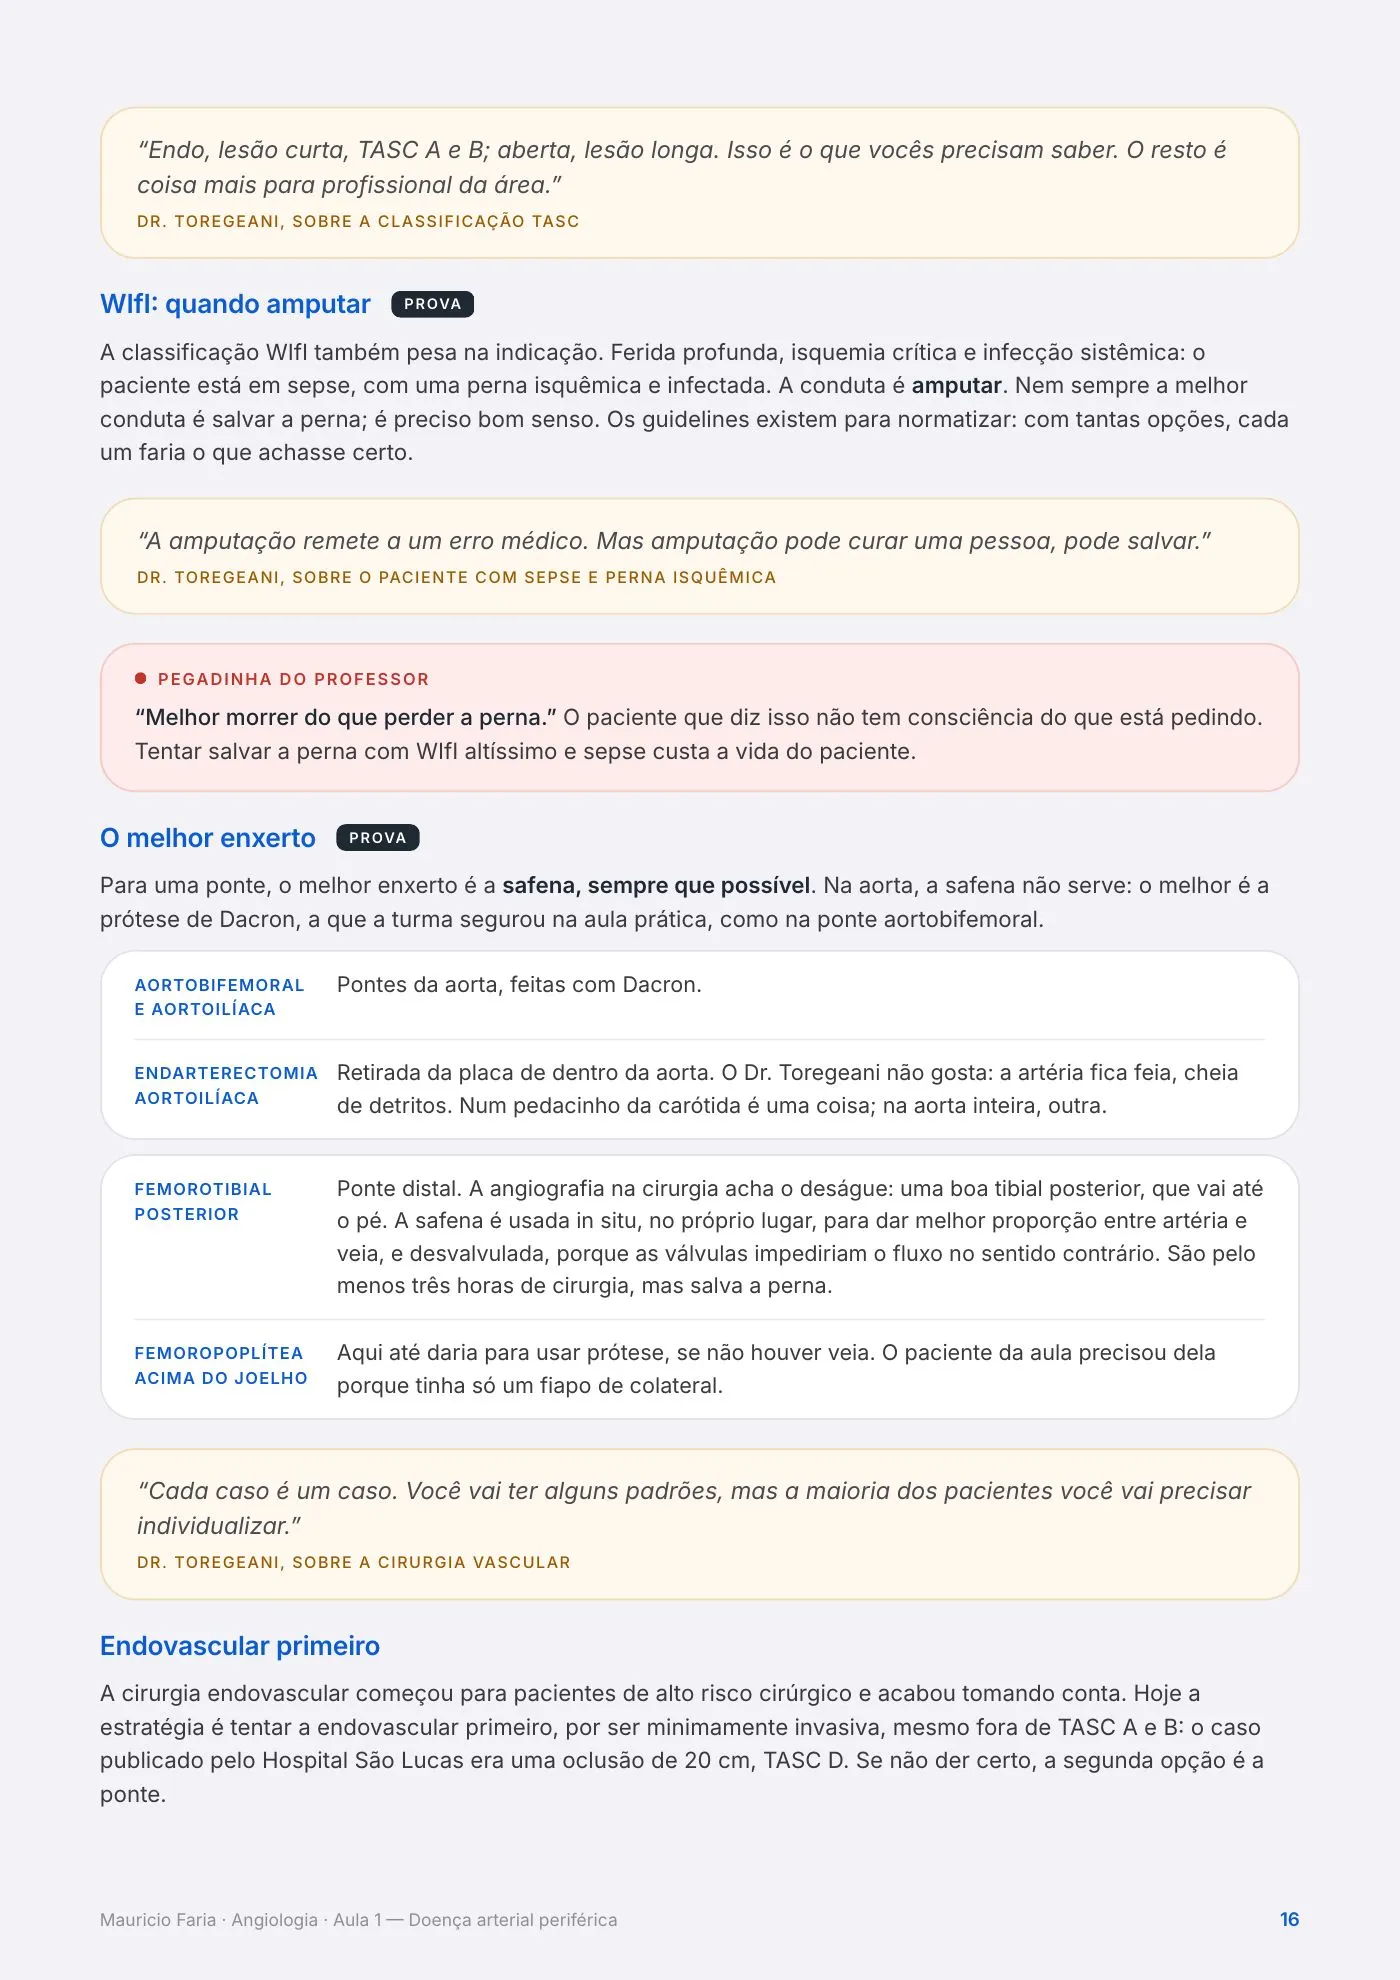 “Endo, lesão curta, TASC A e B; aberta, lesão longa. Isso é o que vocês precisam saber. O resto é
coisa mais para profissional da área.”
DR. TOREGEANI, SOBRE A CLASSIFICAÇÃO TASC
WIfI: quando amputar PROVA
A classificação WIfI também pesa na indicação. Ferida profunda, isquemia crítica e infecção sistêmica: o
paciente está em sepse, com uma perna isquêmica e infectada. A conduta é amputar. Nem sempre a melhor
conduta é salvar a perna; é preciso bom senso. Os guidelines existem para normatizar: com tantas opções, cada
um faria o que achasse certo.
“A amputação remete a um erro médico. Mas amputação pode curar uma pessoa, pode salvar.”
DR. TOREGEANI, SOBRE O PACIENTE COM SEPSE E PERNA ISQUÊMICA
PEGADINHA DO PROFESSOR
“Melhor morrer do que perder a perna.” O paciente que diz isso não tem consciência do que está pedindo.
Tentar salvar a perna com WIfI altíssimo e sepse custa a vida do paciente.
O melhor enxerto PROVA
Para uma ponte, o melhor enxerto é a safena, sempre que possível. Na aorta, a safena não serve: o melhor é a
prótese de Dacron, a que a turma segurou na aula prática, como na ponte aortobifemoral.
AORTOBIFEMORAL
E AORTOILÍACA
Pontes da aorta, feitas com Dacron.
ENDARTERECTOMIA
AORTOILÍACA
Retirada da placa de dentro da aorta. O Dr. Toregeani não gosta: a artéria fica feia, cheia
de detritos. Num pedacinho da carótida é uma coisa; na aorta inteira, outra.
FEMOROTIBIAL
POSTERIOR
Ponte distal. A angiografia na cirurgia acha o deságue: uma boa tibial posterior, que vai até
o pé. A safena é usada in situ, no próprio lugar, para dar melhor proporção entre artéria e
veia, e desvalvulada, porque as válvulas impediriam o fluxo no sentido contrário. São pelo
menos três horas de cirurgia, mas salva a perna.
FEMOROPOPLÍTEA
ACIMA DO JOELHO
Aqui até daria para usar prótese, se não houver veia. O paciente da aula precisou dela
porque tinha só um fiapo de colateral.
“Cada caso é um caso. Você vai ter alguns padrões, mas a maioria dos pacientes você vai precisar
individualizar.”
DR. TOREGEANI, SOBRE A CIRURGIA VASCULAR
Endovascular primeiro
A cirurgia endovascular começou para pacientes de alto risco cirúrgico e acabou tomando conta. Hoje a
estratégia é tentar a endovascular primeiro, por ser minimamente invasiva, mesmo fora de TASC A e B: o caso
publicado pelo Hospital São Lucas era uma oclusão de 20 cm, TASC D. Se não der certo, a segunda opção é a
ponte.
Mauricio Faria · Angiologia · Aula 1 — Doença arterial periférica
16